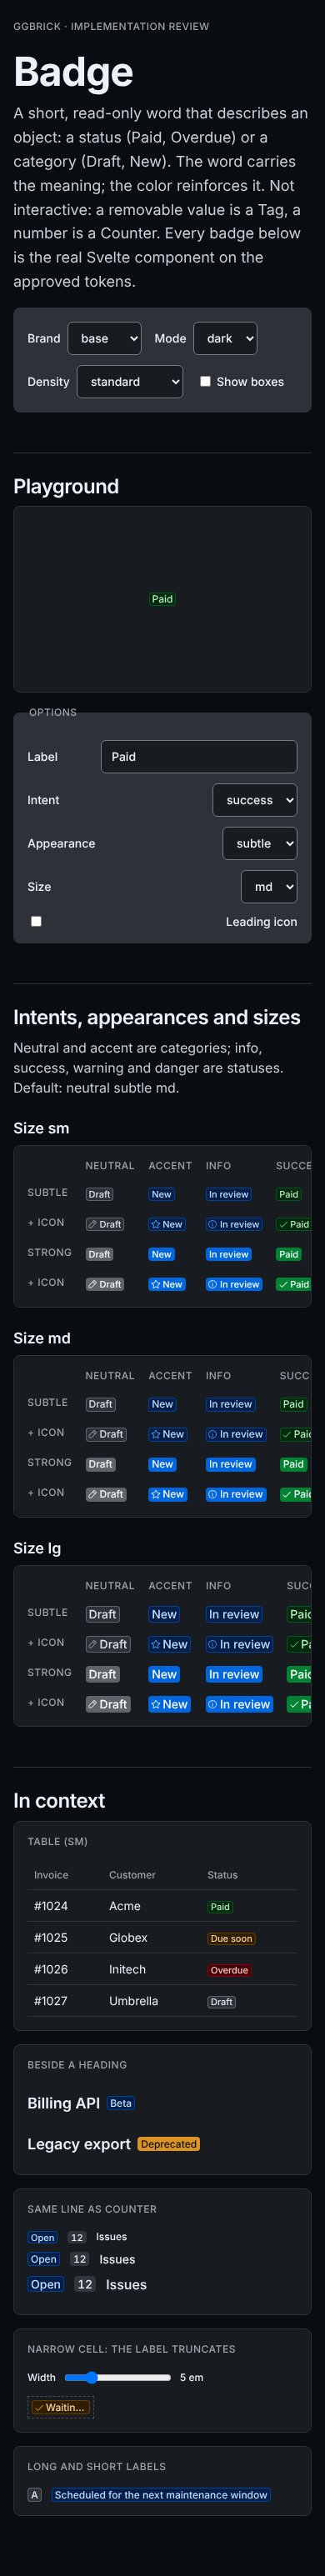 GGBRICK · IMPLEMENTATION REVIEW
Badge
A short, read-only word that describes an
object: a status (Paid, Overdue) or a
category (Draft, New). The word carries
the meaning; the color reinforces it. Not
interactive: a removable value is a Tag, a
number is a Counter. Every badge below
is the real Svelte component on the
approved tokens.
Brand base Mode dark
Density standard Show boxes
Playground
Paid
OPTIONS
Label Paid
Intent success
Appearance subtle
Size md
Leading icon
Intents, appearances and sizes
Neutral and accent are categories; info,
success, warning and danger are statuses.
Default: neutral subtle md.
Size sm
NEUTRAL ACCENT INFO SUCCE
SUBTLE Draft New In review Paid
+ ICON Draft New In review Paid
STRONG Draft New In review Paid
+ ICON Draft New In review Paid
Size md
NEUTRAL ACCENT INFO SUCC
SUBTLE Draft New In review Paid
+ ICON Draft New In review Paid
STRONG Draft New In review Paid
+ ICON Draft New In review Paid
Size lg
NEUTRAL ACCENT INFO SUCC
SUBTLE Draft New In review Paid
+ ICON Draft New In review Pa
STRONG Draft New In review Paid
+ ICON Draft New In review Pa
In context
TABLE (SM)
Invoice Customer Status
#1024 Acme Paid
#1025 Globex Due soon
#1026 Initech Overdue
#1027 Umbrella Draft
BESIDE A HEADING
Billing API Beta
Legacy export Deprecated
SAME LINE AS COUNTER
Open 12 Issues
Open 12 Issues
Open 12 Issues
NARROW CELL: THE LABEL TRUNCATES
Width 5 em
Waitin...
LONG AND SHORT LABELS
A Scheduled for the next maintenance window